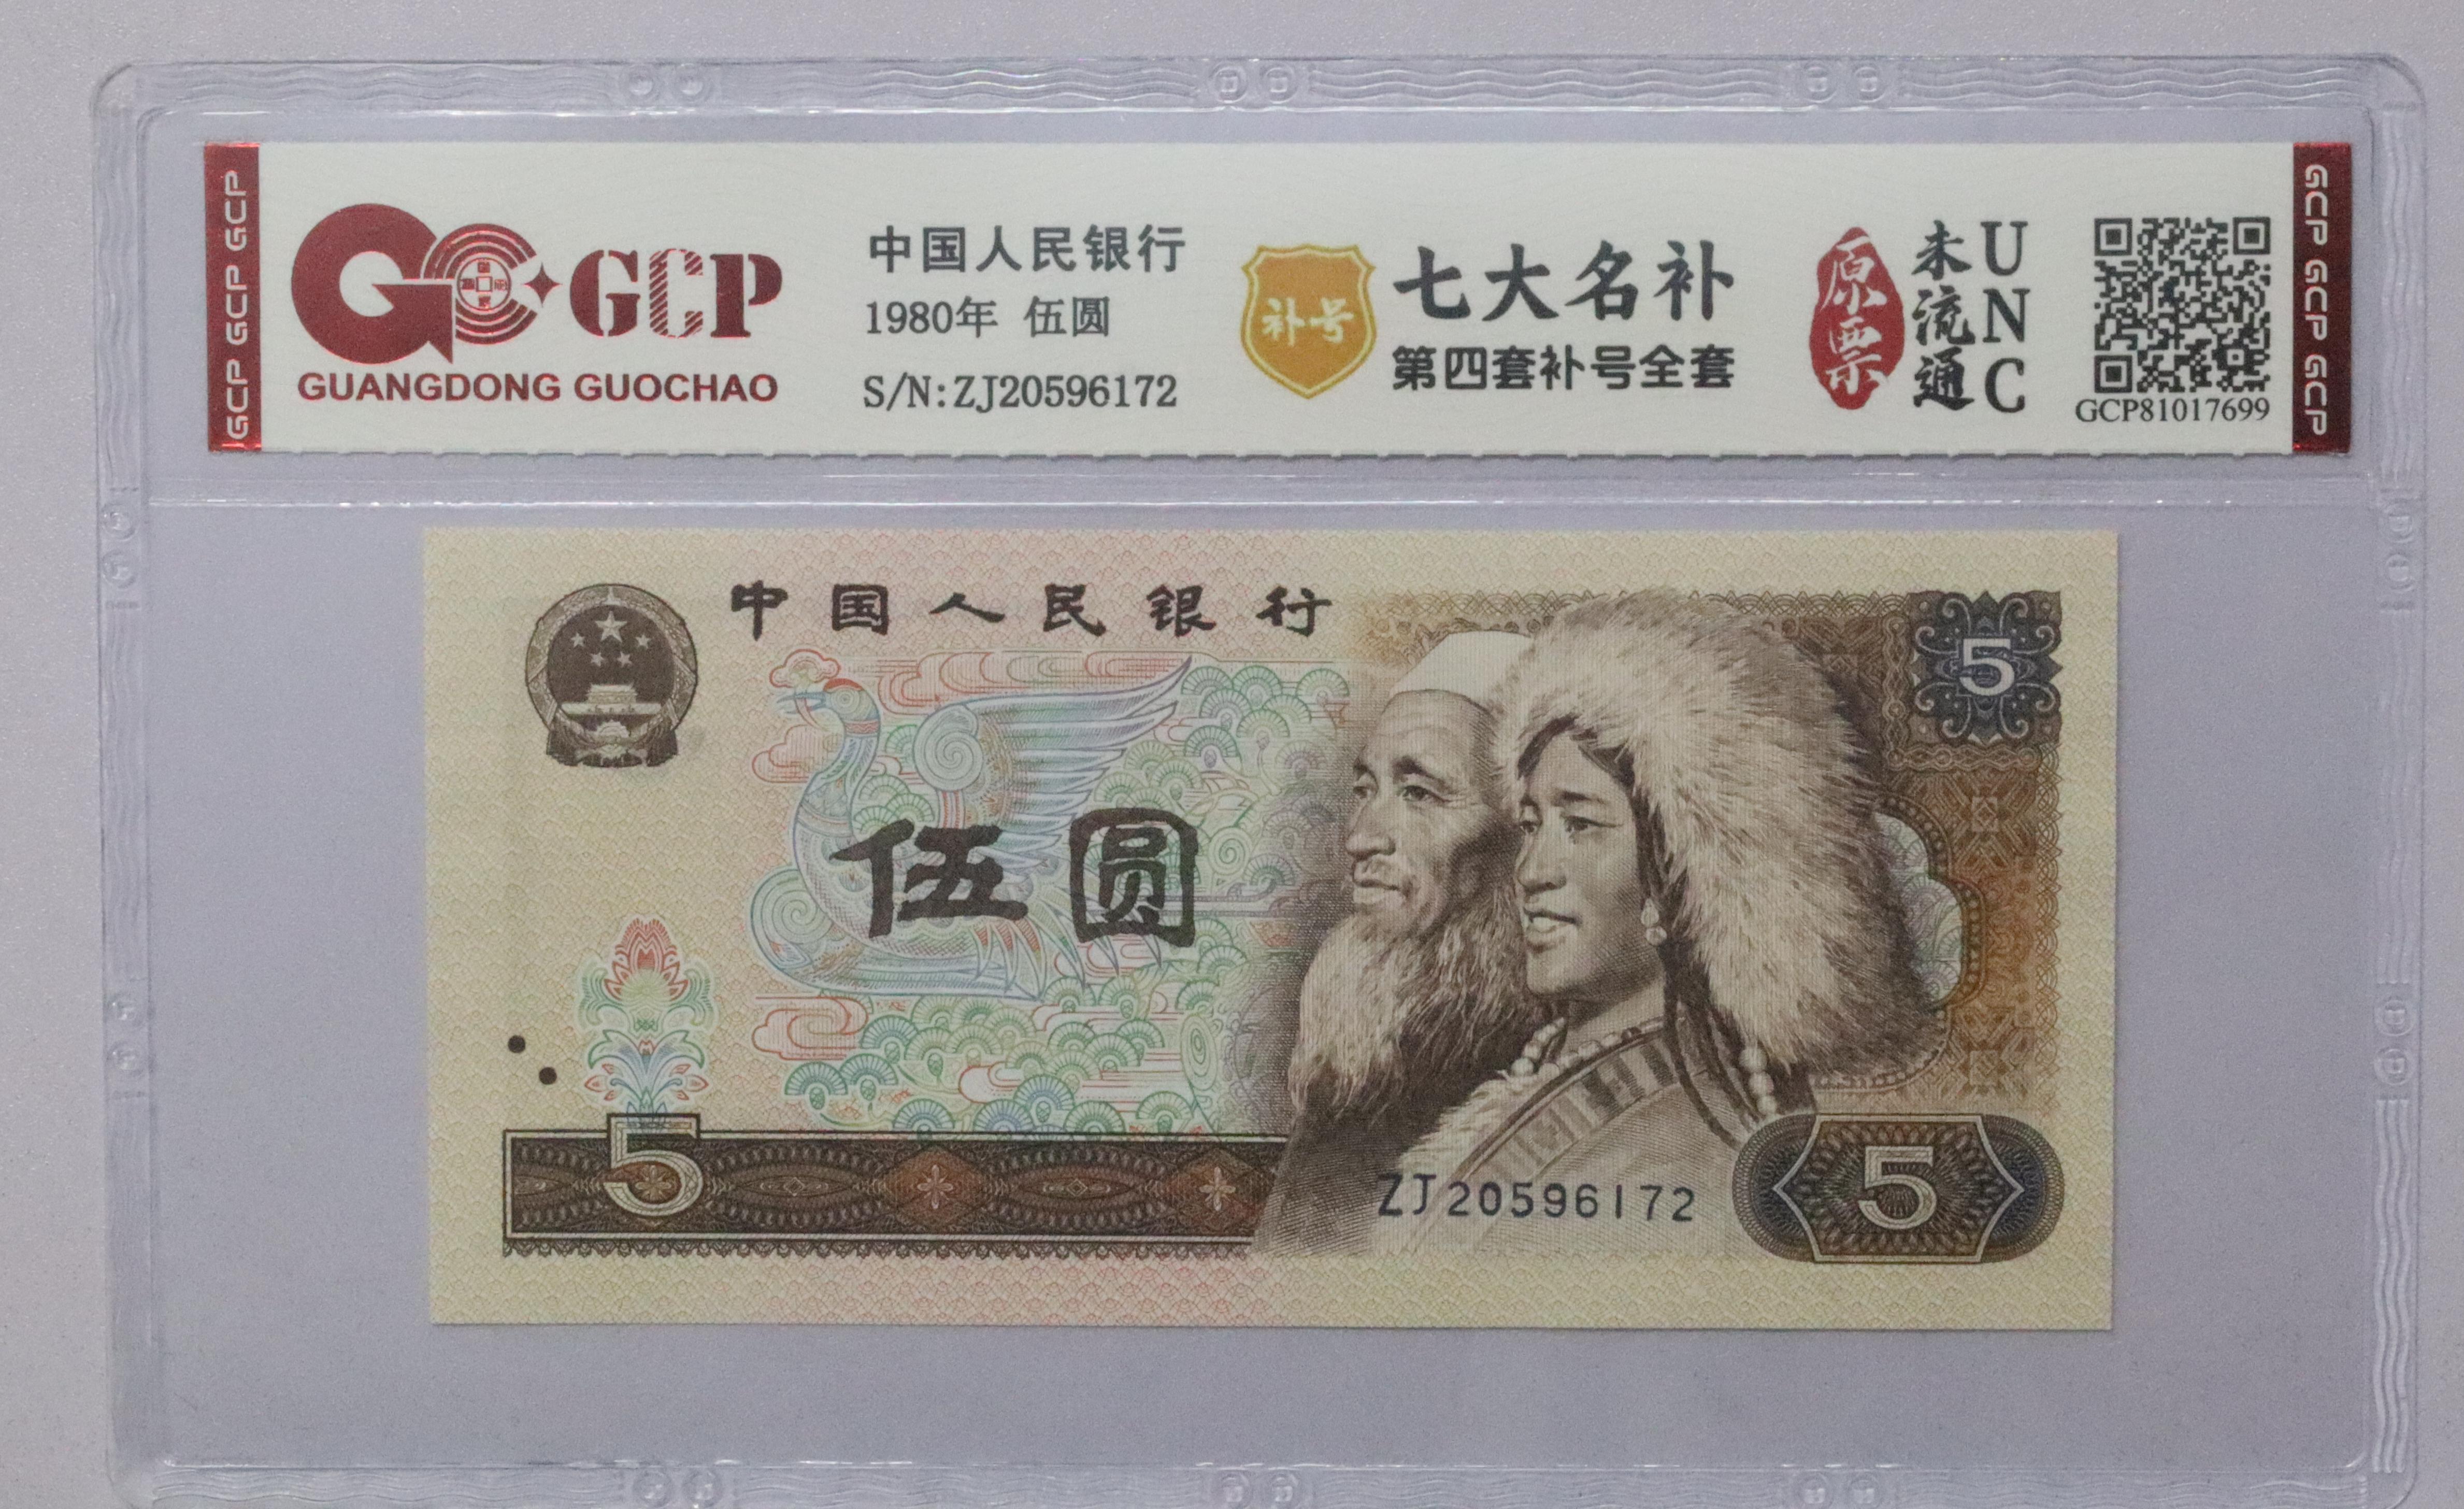 GCP GCP GCP
GCP
GUANGDONG GUOCHAO
中国人民银行
1980年 伍圆
S/N:ZJ20596172
补号
七大名补
第四套补号全套
原票
未流通
UNC
GCP81017699
GCP GCP GCP
中国人民银行
5
伍圆
5
ZJ20596172
5